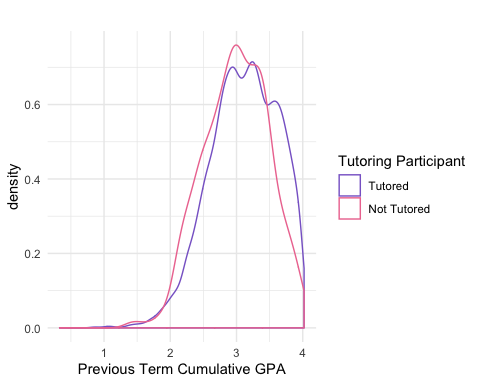 density
0.6
0.4
0.2
0.0
1 2 3 4
Previous Term Cumulative GPA
Tutoring Participant
Tutored
Not Tutored